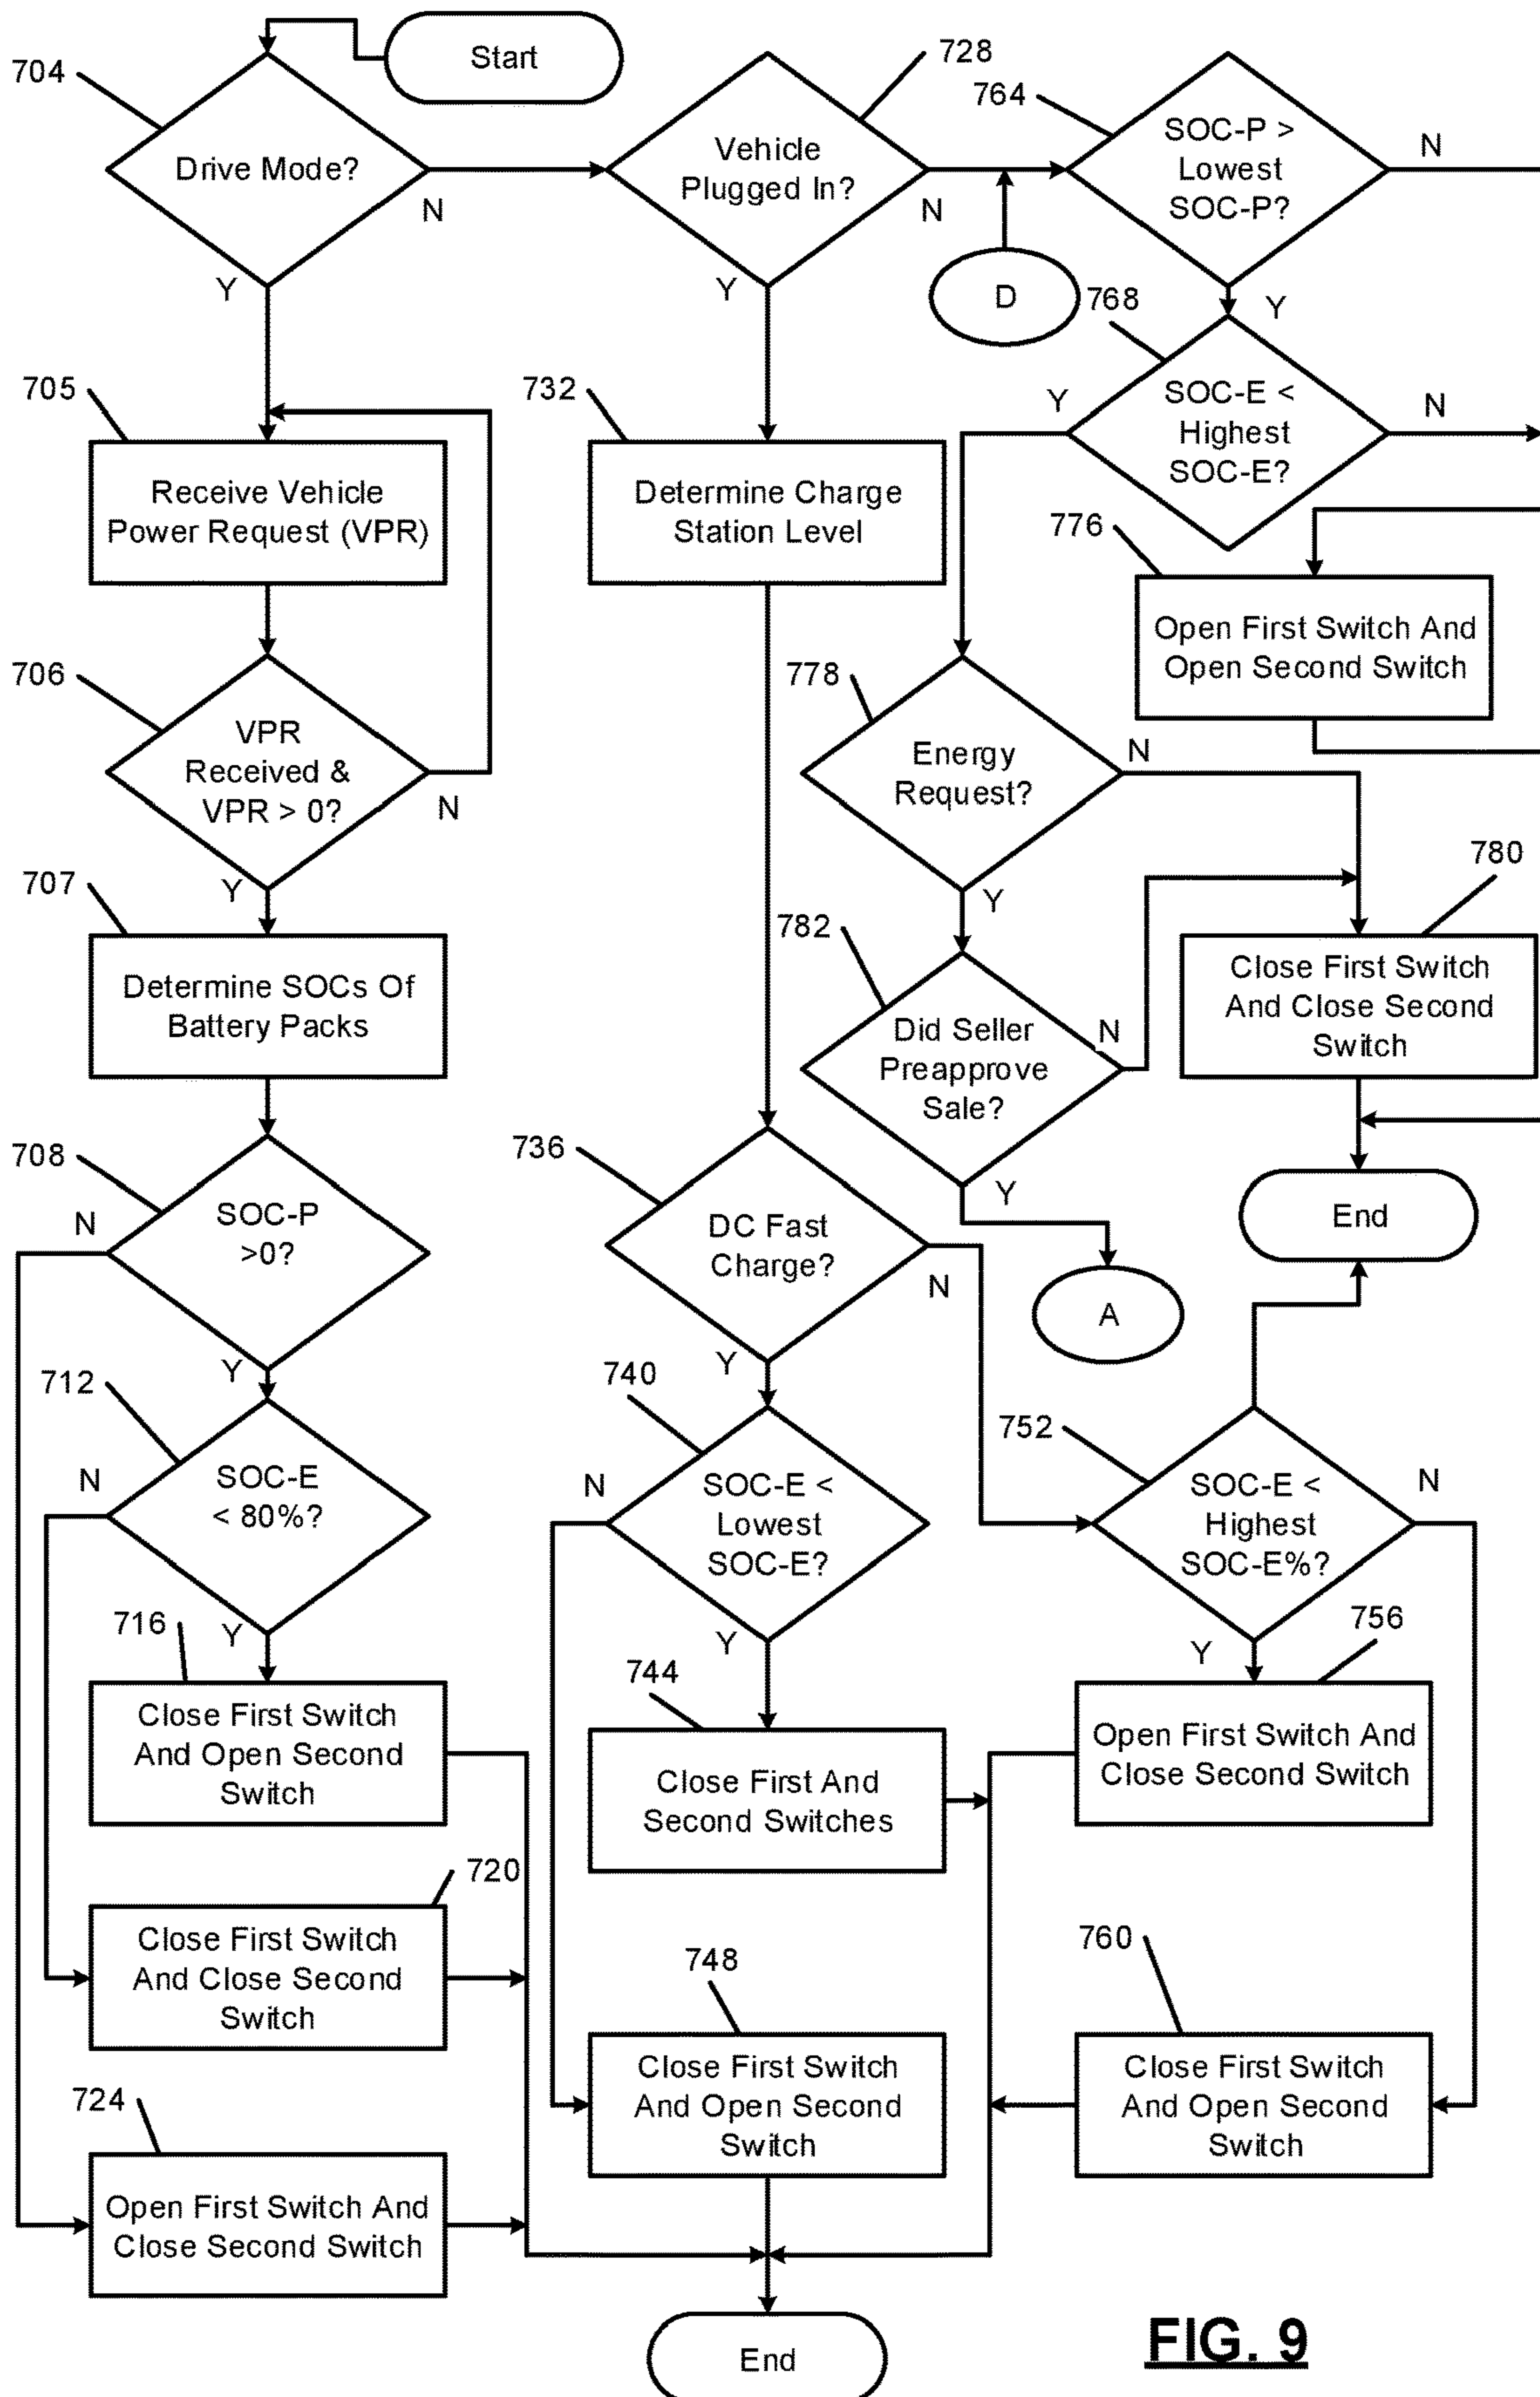 Start
704
Drive Mode?
N
Y
728
Vehicle
Plugged In?
N
Y
D
764
SOC-P >
Lowest
SOC-P?
N
Y
768
SOC-E <
Highest
SOC-E?
Y
N
705
Receive Vehicle
Power Request (VPR)
732
Determine Charge
Station Level
776
Open First Switch And
Open Second Switch
706
VPR
Received &
VPR > 0?
N
Y
778
Energy
Request?
N
Y
707
Determine SOCs Of
Battery Packs
782
Did Seller
Preapprove
Sale?
N
Y
780
Close First Switch
And Close Second
Switch
End
A
708
SOC-P
>0?
N
Y
736
DC Fast
Charge?
N
Y
712
SOC-E
< 80%?
N
Y
740
SOC-E <
Lowest
SOC-E?
N
Y
752
SOC-E <
Highest
SOC-E%?
N
Y
716
Close First Switch
And Open Second
Switch
744
Close First And
Second Switches
756
Open First Switch And
Close Second Switch
720
Close First Switch
And Close Second
Switch
748
Close First Switch
And Open Second
Switch
760
Close First Switch
And Open Second
Switch
724
Open First Switch And
Close Second Switch
End
FIG. 9